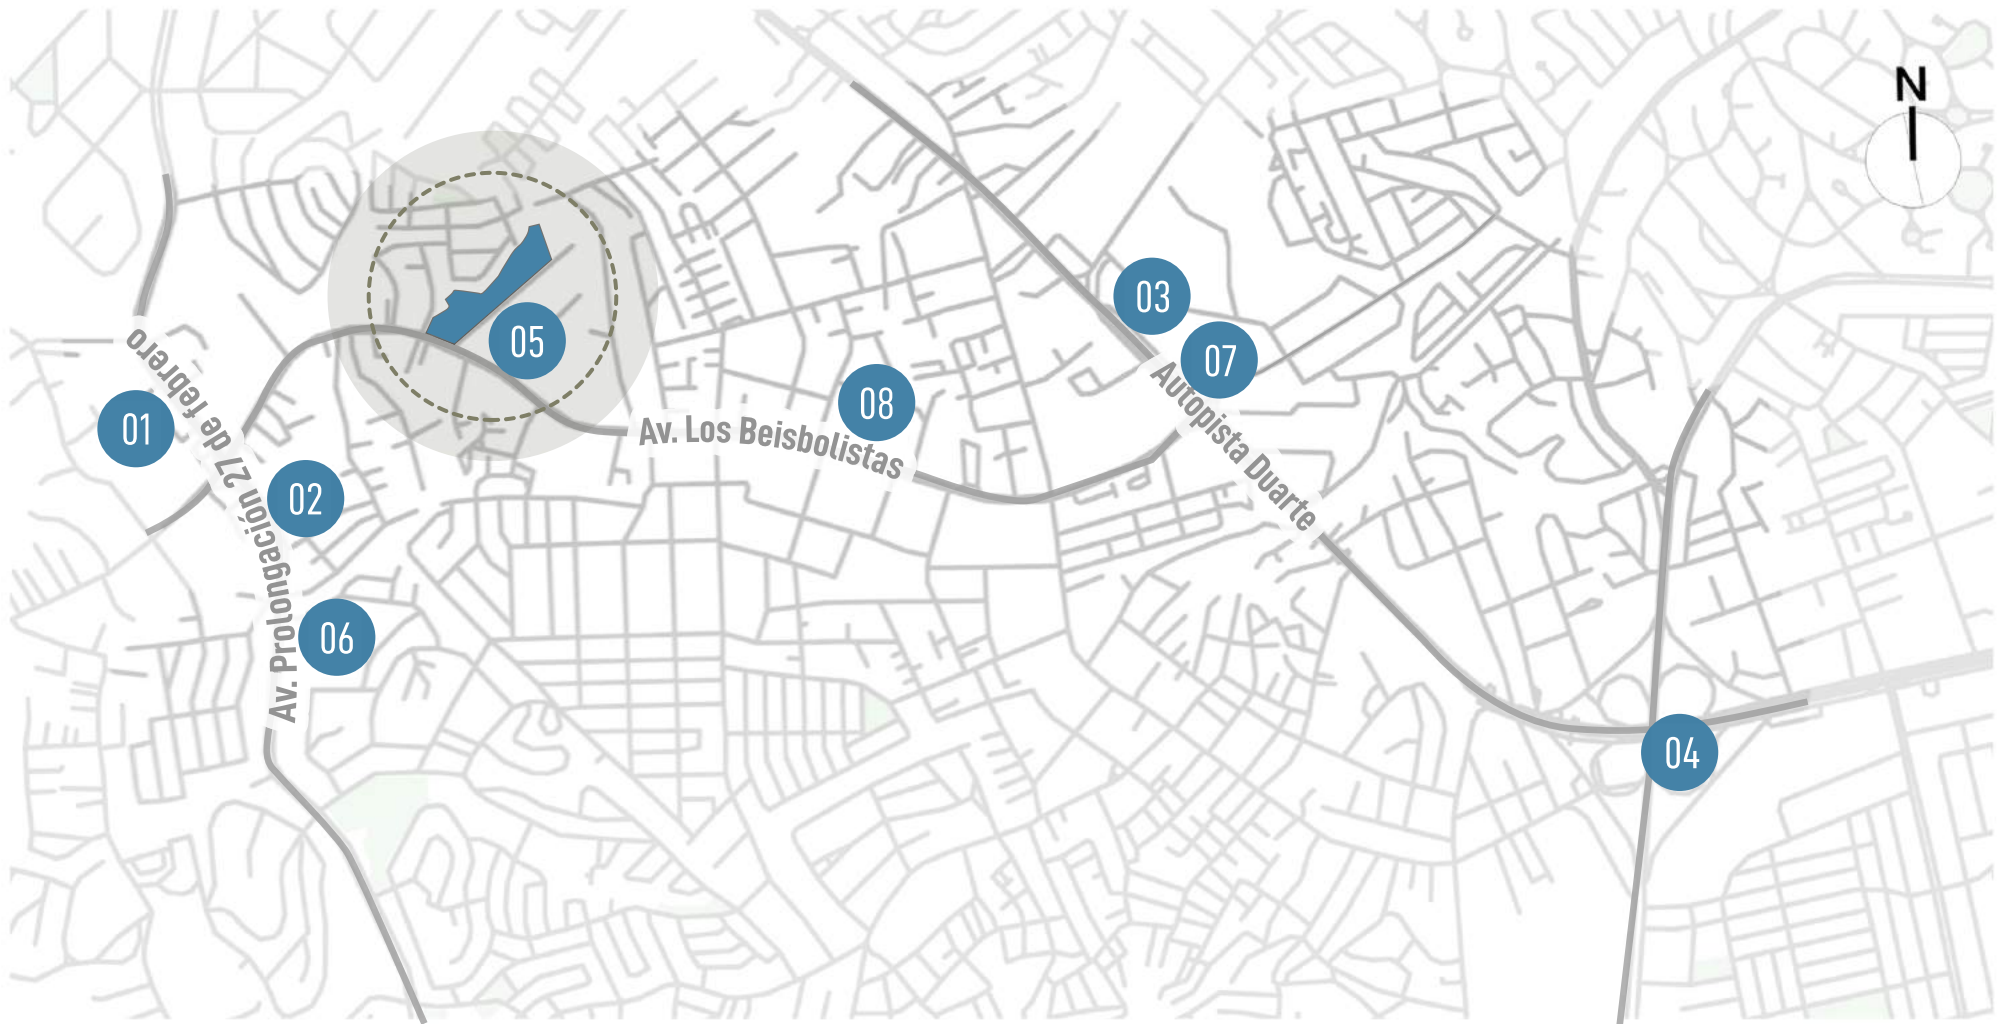 N
03
05
07
Av. Prolongación 27 de febrero
01
08
Av. Los Beisbolistas
Autopista Duarte
02
06
04